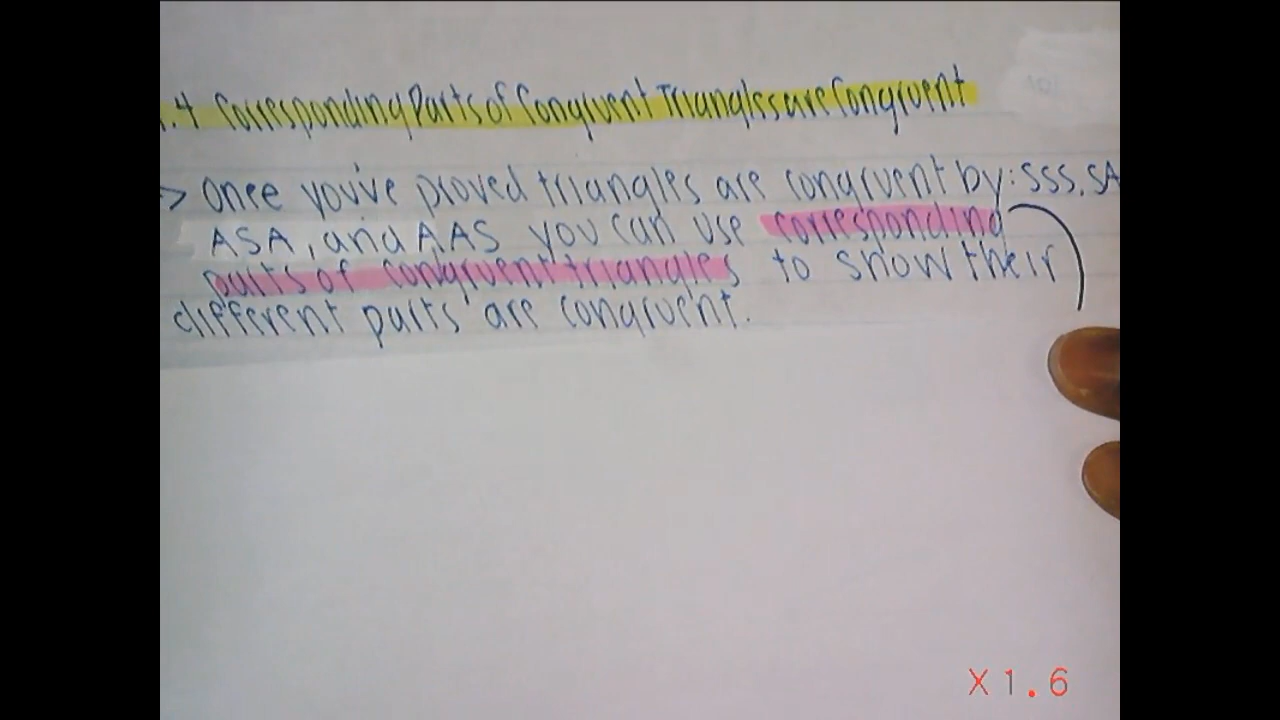 .4 Corresponding Parts of Congruent Triangles are Congruent
> Once you've proved triangles are congruent by: SSS, SA
ASA, and AAS you can use corresponding
parts of congruent triangles to show their
different parts are congruent.
X1.6